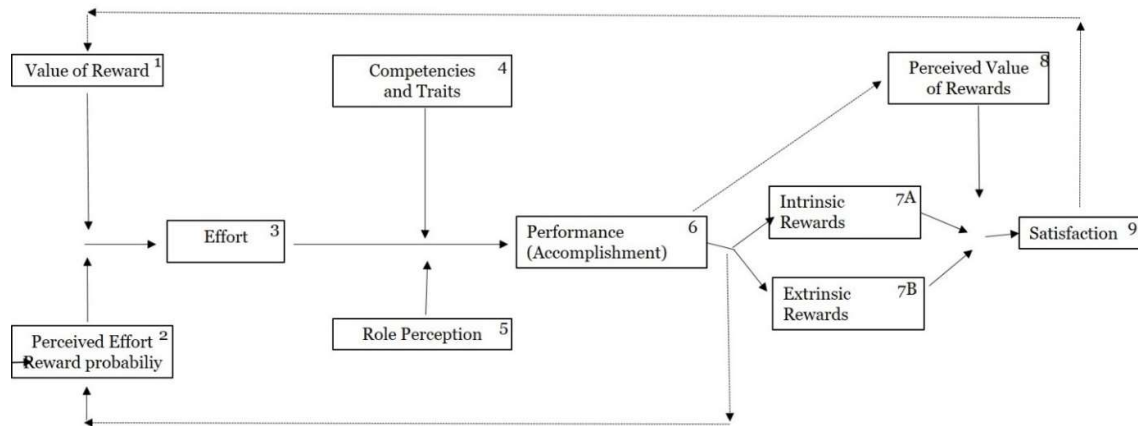 Value of Reward 1
Competencies 4
and Traits
Perceived Value 8
of Rewards
Effort 3
Performance 6
(Accomplishment)
Intrinsic 7A
Rewards
Extrinsic 7B
Rewards
Satisfaction 9
Perceived Effort 2
Reward probabiliy
Role Perception 5